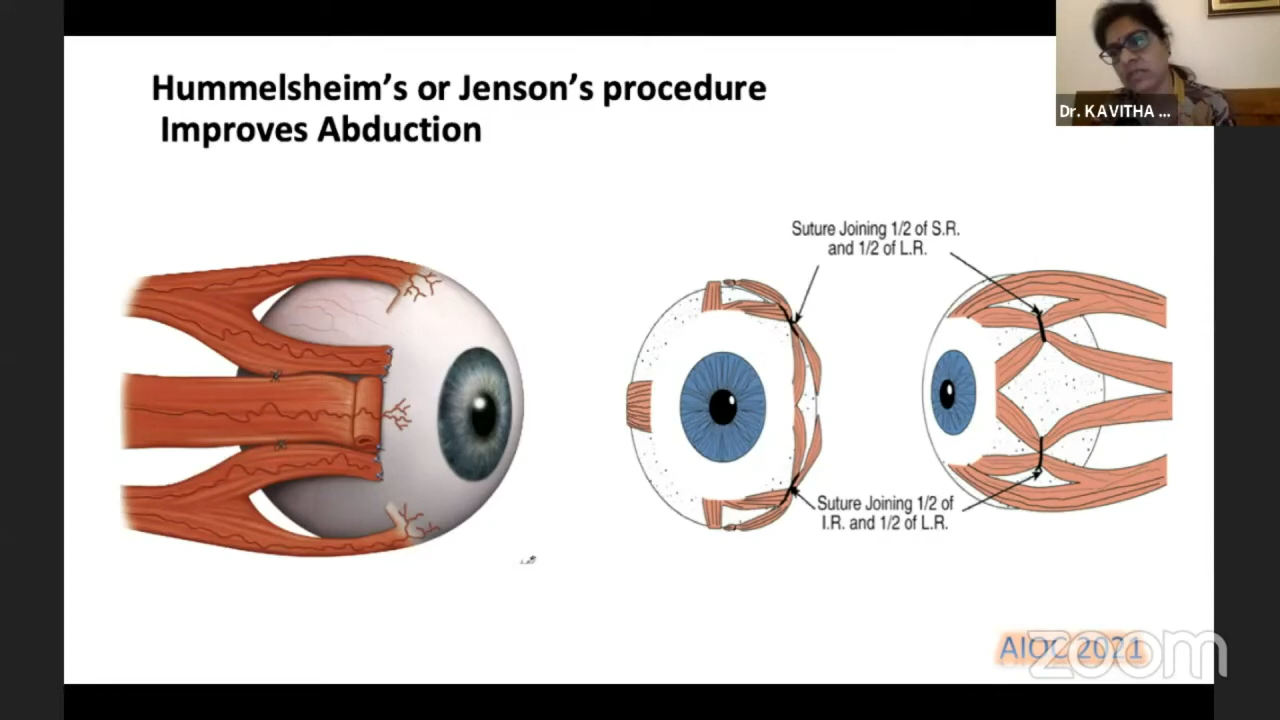 Hummelsheim's or Jenson's procedure
Improves Abduction
Dr. KAVITHA ...
Suture Joining 1/2 of S.R.
and 1/2 of L.R.
Suture Joining 1/2 of
I.R. and 1/2 of L.R.
AIOC 2021
zoom